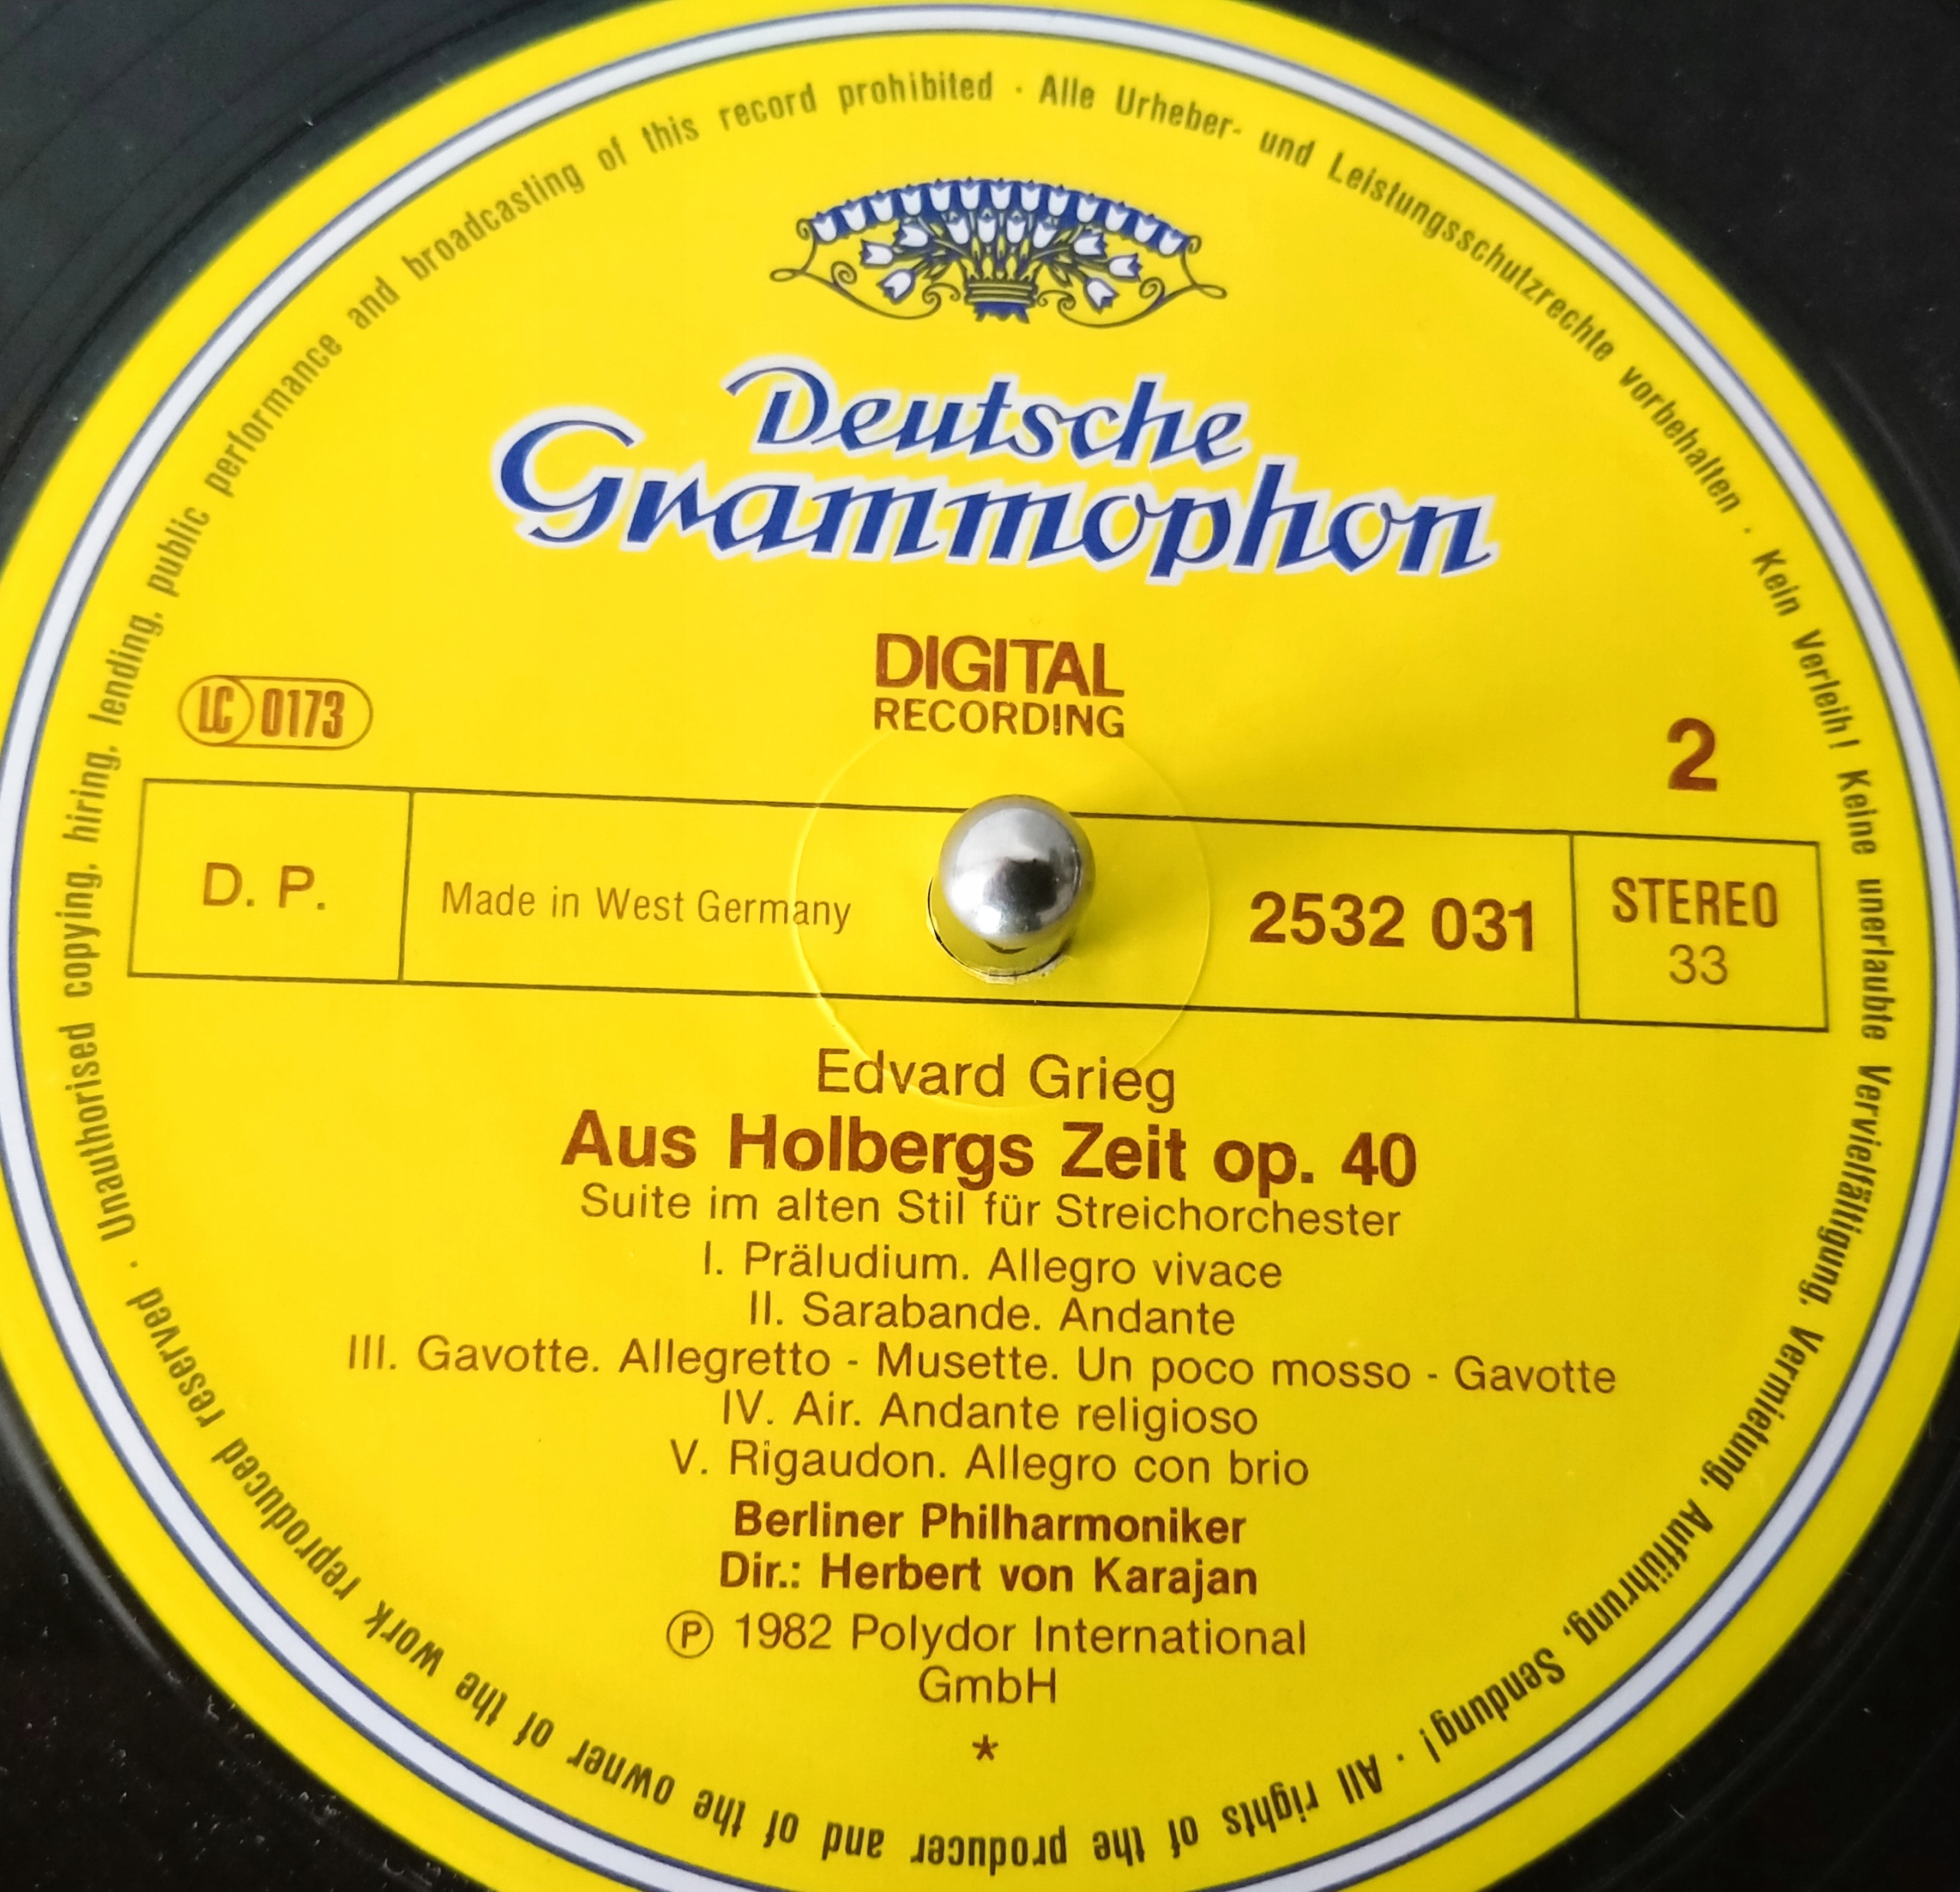 Deutsche
Grammophon
DIGITAL
RECORDING
LC 0173
2
D. P.
Made in West Germany
2532 031
STEREO
33
Edvard Grieg
Aus Holbergs Zeit op. 40
Suite im alten Stil für Streichorchester
I. Präludium. Allegro vivace
II. Sarabande. Andante
III. Gavotte. Allegretto - Musette. Un poco mosso - Gavotte
IV. Air. Andante religioso
V. Rigaudon. Allegro con brio
Berliner Philharmoniker
Dir.: Herbert von Karajan
Ⓟ 1982 Polydor International
GmbH
*
Alle Urheber- und Leistungsschutzrechte vorbehalten · Kein Verleih! Keine unerlaubte Vervielfältigung, Vermietung, Aufführung, Sendung! · All rights of the producer and of the owner of the work reproduced reserved · Unauthorised copying, hiring, lending, public performance and broadcasting of this record prohibited ·